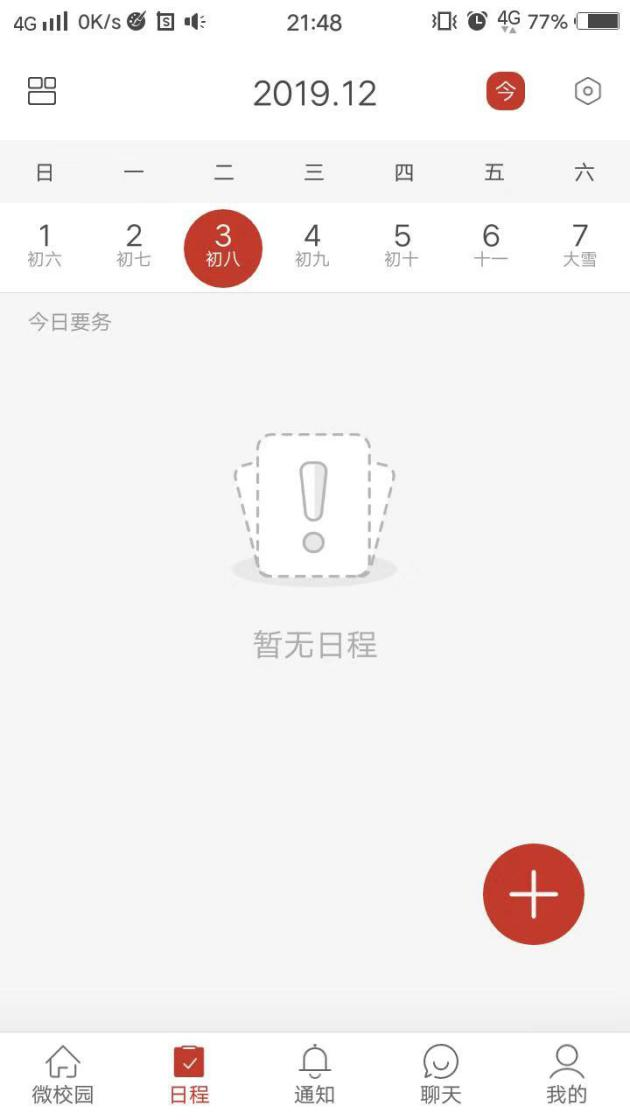 4G 0K/s 21:48 4G 77%
2019.12 今
日 一 二 三 四 五 六
1 2 3 4 5 6 7
初六 初七 初八 初九 初十 十一 大雪
今日要务
暂无日程
微校园 日程 通知 聊天 我的